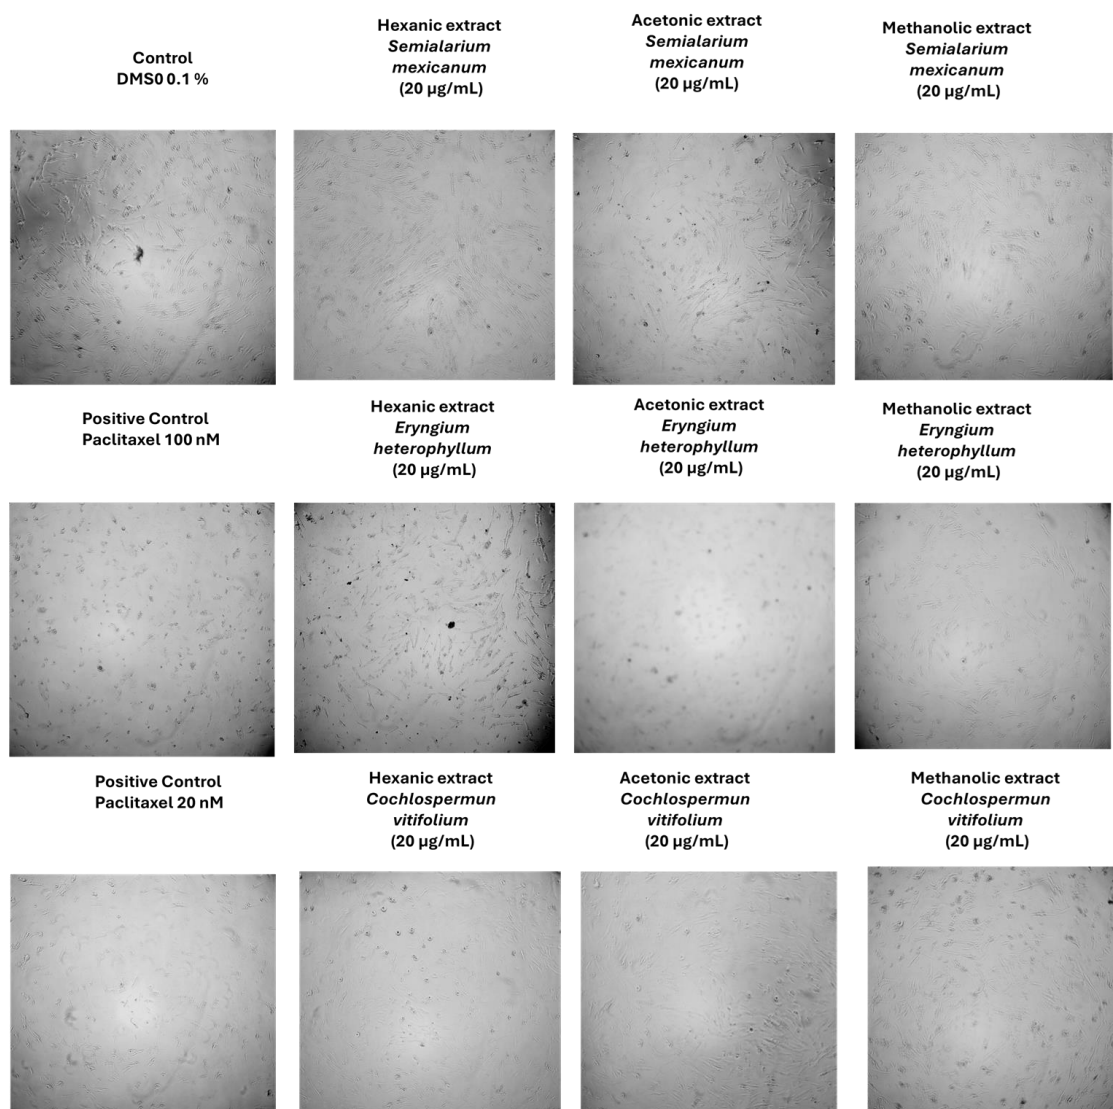 Control
DMS0 0.1 %
Hexanic extract
Semialarium
mexicanum
(20 µg/mL)
Acetonic extract
Semialarium
mexicanum
(20 µg/mL)
Methanolic extract
Semialarium
mexicanum
(20 µg/mL)
Positive Control
Paclitaxel 100 nM
Hexanic extract
Eryngium
heterophyllum
(20 µg/mL)
Acetonic extract
Eryngium
heterophyllum
(20 µg/mL)
Methanolic extract
Eryngium
heterophyllum
(20 µg/mL)
Positive Control
Paclitaxel 20 nM
Hexanic extract
Cochlospermun
vitifolium
(20 µg/mL)
Acetonic extract
Cochlospermun
vitifolium
(20 µg/mL)
Methanolic extract
Cochlospermun
vitifolium
(20 µg/mL)